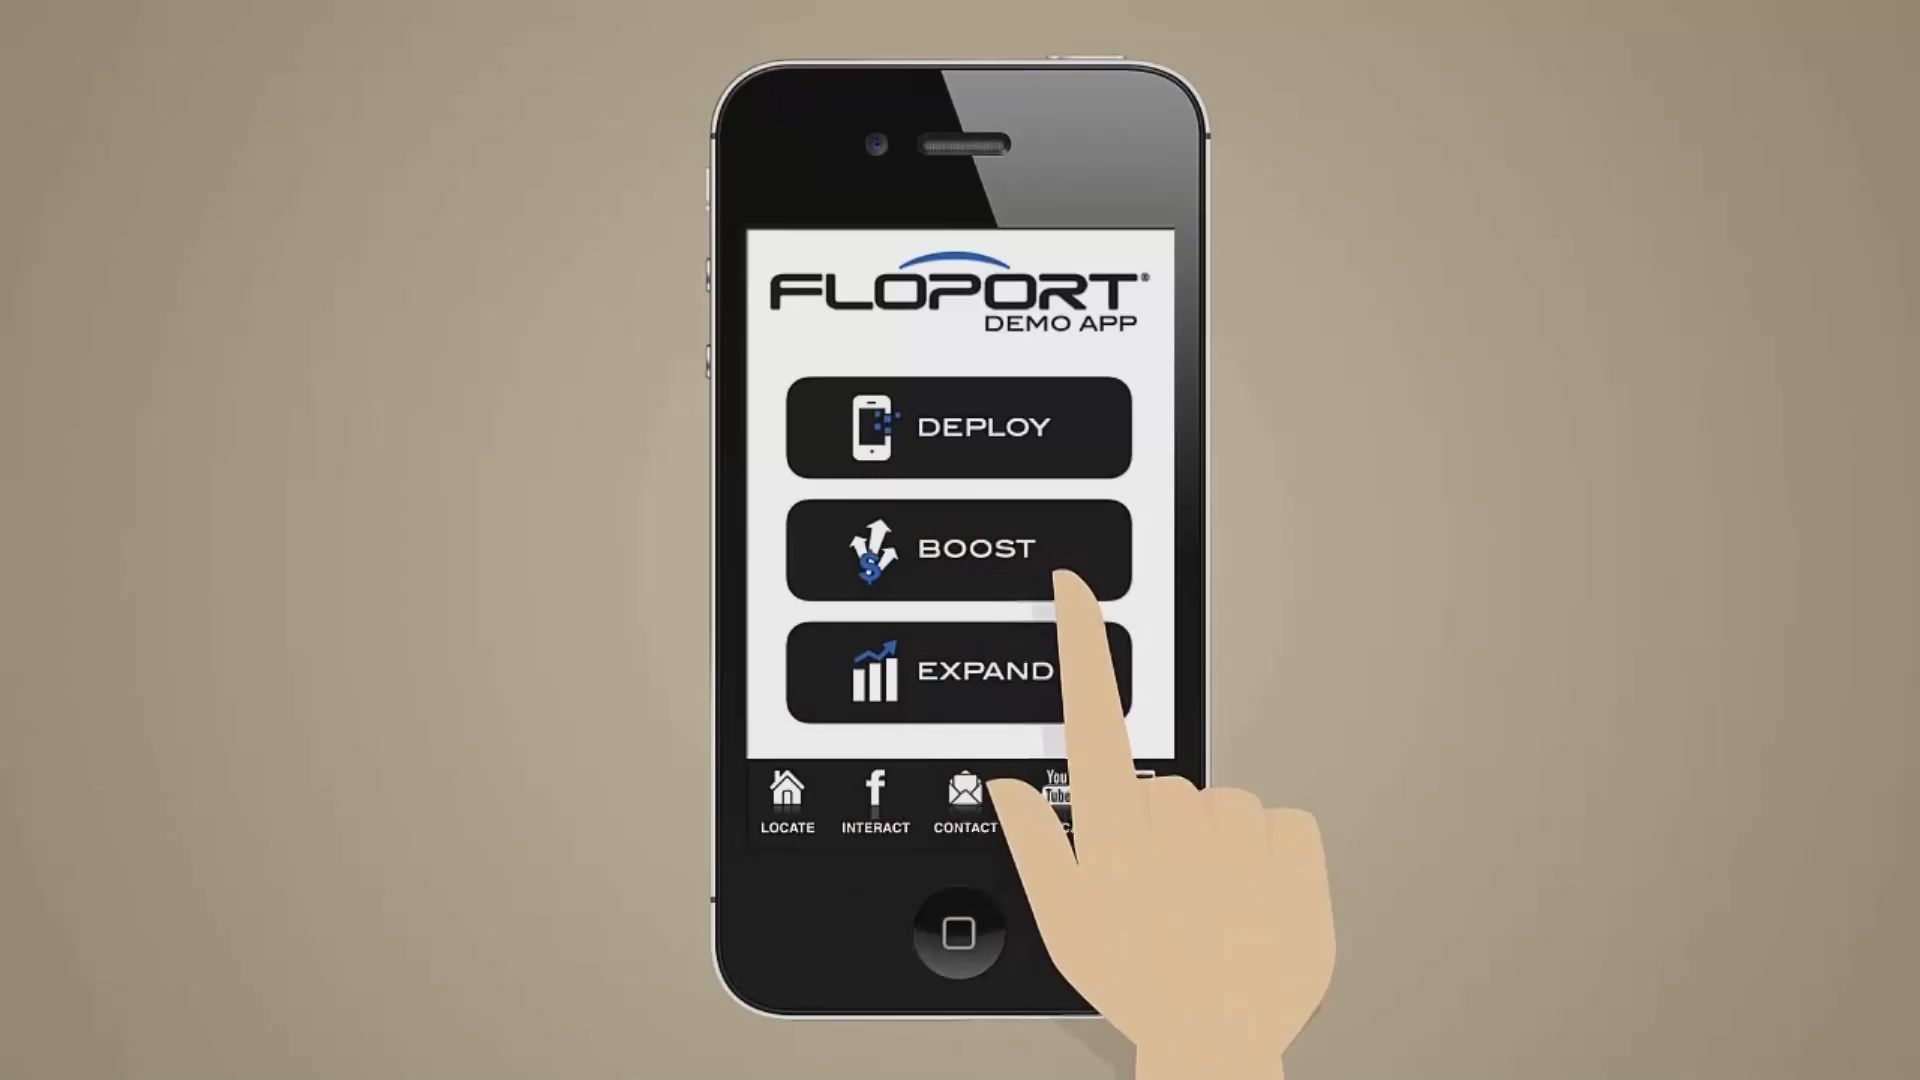 FLOPORT®
DEMO APP
DEPLOY
BOOST
$
EXPAND
f
You
Tube
LOCATE INTERACT CONTACT